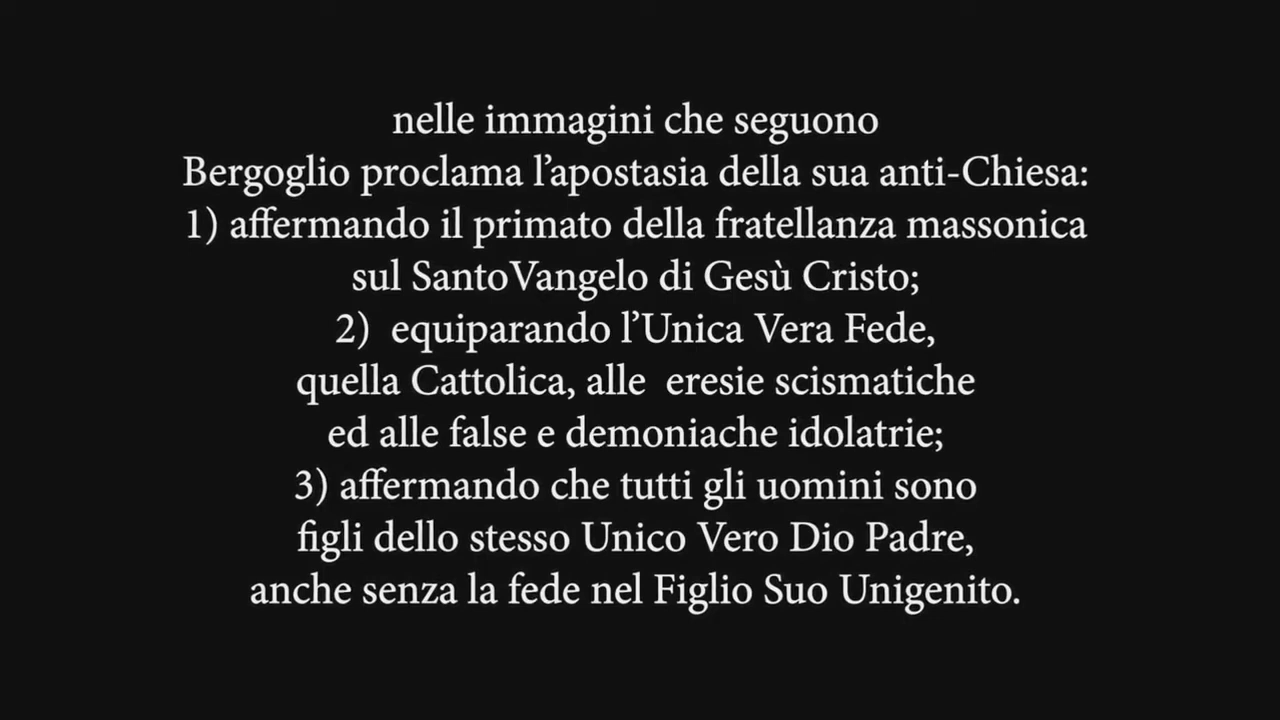 nelle immagini che seguono
Bergoglio proclama l’apostasia della sua anti-Chiesa:
1) affermando il primato della fratellanza massonica
sul SantoVangelo di Gesù Cristo;
2)  equiparando l’Unica Vera Fede,
quella Cattolica, alle  eresie scismatiche
ed alle false e demoniache idolatrie;
3) affermando che tutti gli uomini sono
figli dello stesso Unico Vero Dio Padre,
anche senza la fede nel Figlio Suo Unigenito.